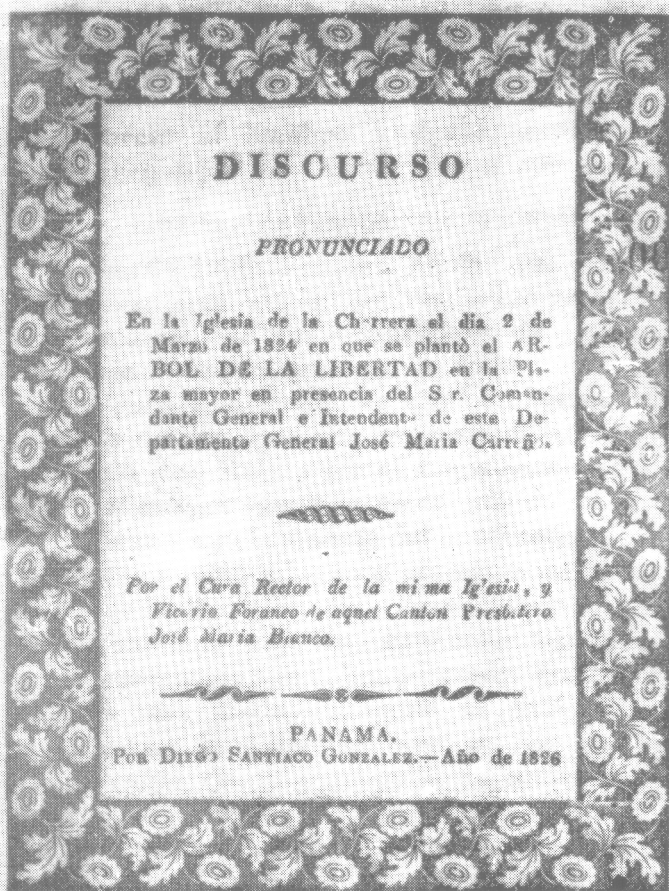 DISCURSO
PRONUNCIADO
En la Iglesia de la Chorrera el dia 2 de
Marzo de 1824 en que se plantò el AR-
BOL DE LA LIBERTAD en la Pla-
za mayor en presencia del Sr. Coman-
dante General e Intendente de este De-
partamento General José Maria Carreño.
Por el Cura Rector de la misma Iglesia, y
Vicario Foraneo de aquel Canton Presbitero
José Maria Blanco.
PANAMA.
POR DIEGO SANTIAGO GONZALEZ.—Año de 1826